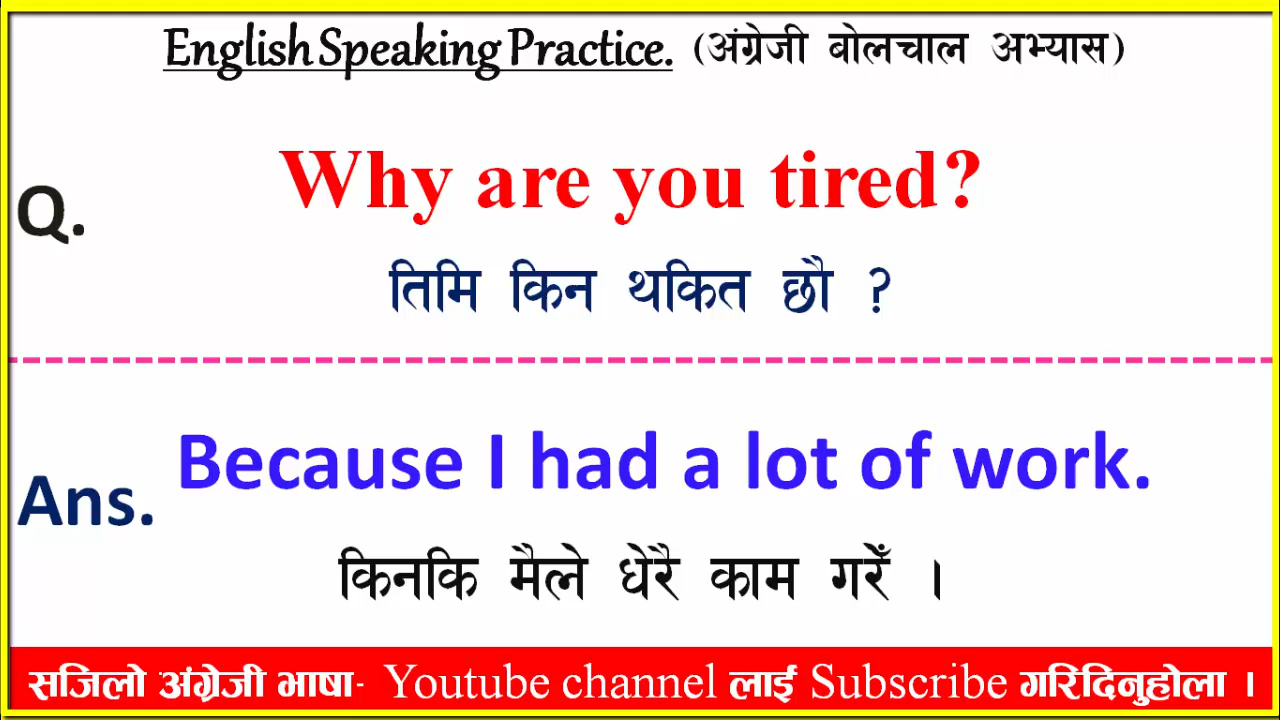 English Speaking Practice. (अंग्रेजी बोलचाल अभ्यास)
Q. Why are you tired?
तिमि किन थकित छौ ?
Ans. Because I had a lot of work.
किनकि मैले धेरै काम गरेँ ।
सजिलो अंग्रेजी भाषा- Youtube channel लाई Subscribe गरिदिनुहोला ।